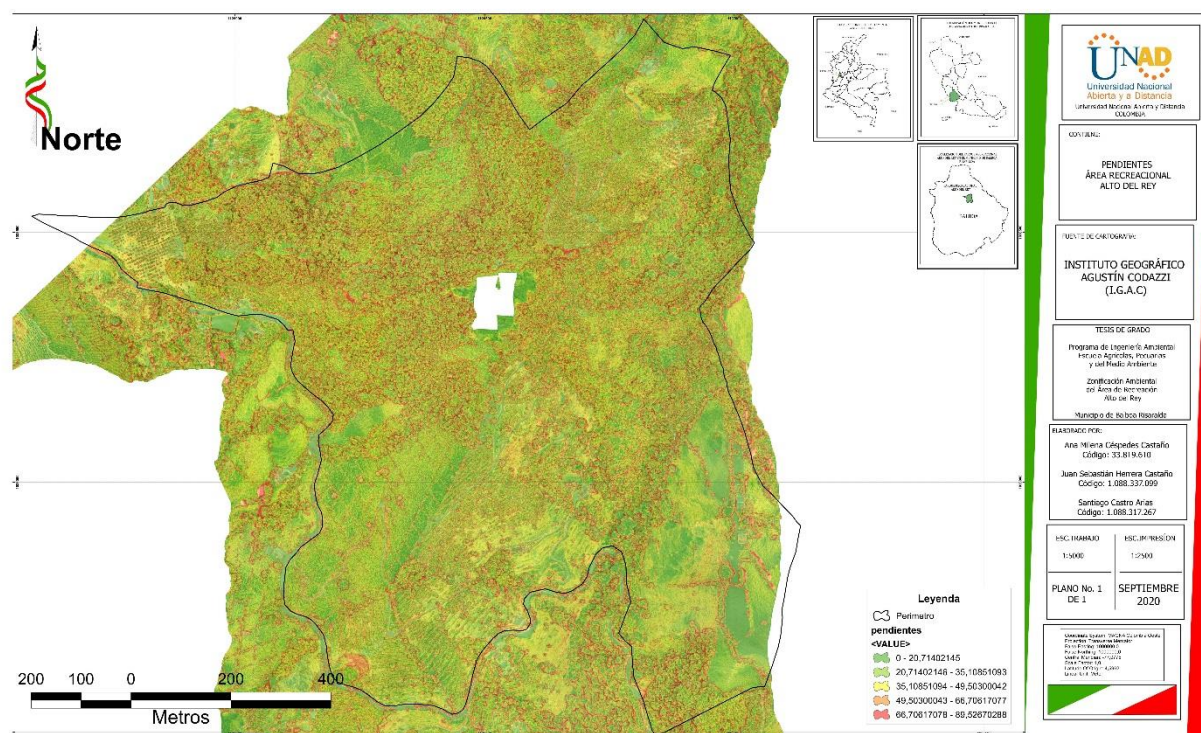 Norte
200 100 0 200 400
Metros
Leyenda
Perimetro
pendientes
<VALUE>
0 - 20,71402145
20,71402146 - 35,10851093
35,10851094 - 49,50300042
49,50300043 - 66,70617077
66,70617078 - 89,52670288
UNAD
Universidad Nacional
Abierta y a Distancia
Universidad Nacional Abierta y Distancia
COLOMBIA
CONTIENE:
PENDIENTES
ÁREA RECREACIONAL
ALTO DEL REY
FUENTE DE CARTOGRAFIA:
INSTITUTO GEOGRÁFICO
AGUSTÍN CODAZZI
(I.G.A.C)
TESIS DE GRADO
Programa de Ingeniería Ambiental
Escuela Agrícolas, Pecuarias
y del Medio Ambiente
Zonificación Ambiental
del Área de Recreación
Alto del Rey
Municipio de Balboa Risaralda
ELABORADO POR:
Ana Milena Céspedes Castaño
Código: 33.819.610
Juan Sebastián Herrera Castaño
Código: 1.088.337.099
Santiago Castro Arias
Código: 1.088.317.267
ESC.TRABAJO
1:5000
ESC.IMPRESIÓN
1:2500
PLANO No. 1
DE 1
SEPTIEMBRE
2020